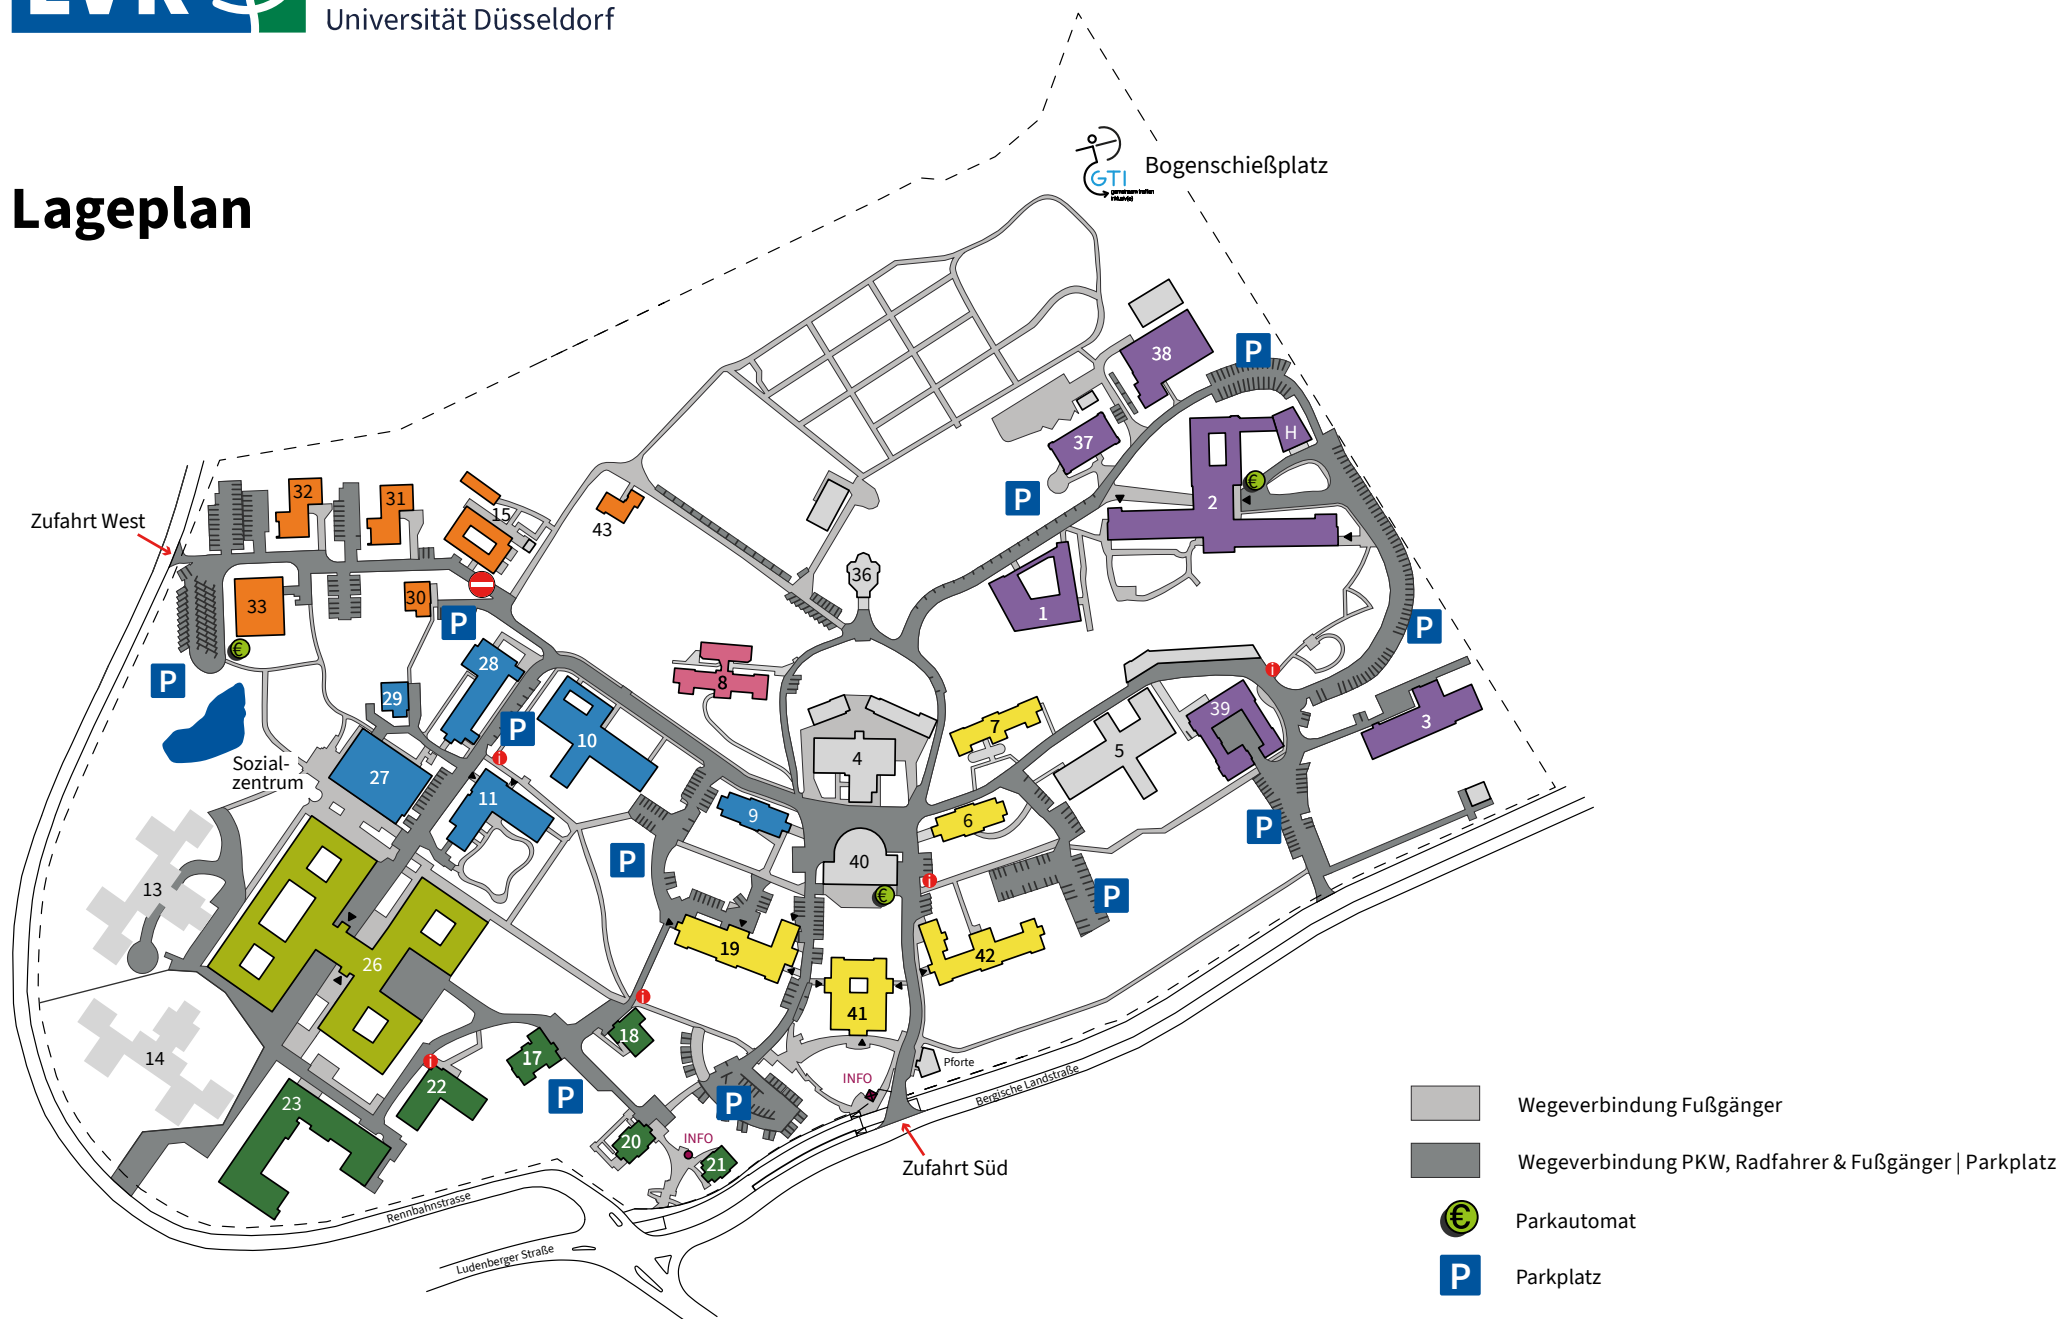 LVR
Universität Düsseldorf
Lageplan
Bogenschießplatz
GTI
P
38
37
H
P
€
2
1
Zufahrt West
32
31
15
43
33
30
P
€
P
36
28
29
8
P
10
4
7
5
39
i
P
3
Sozial-
zentrum
27
i
11
9
6
P
13
P
40
€
i
P
26
19
42
41
14
i
18
17
i
22
23
P
P
INFO
Pforte
Bergische Landstraße
20
INFO
21
Zufahrt Süd
Rennbahnstrasse
Ludenberger Straße
Wegeverbindung Fußgänger
Wegeverbindung PKW, Radfahrer & Fußgänger | Parkplatz
€ Parkautomat
P Parkplatz